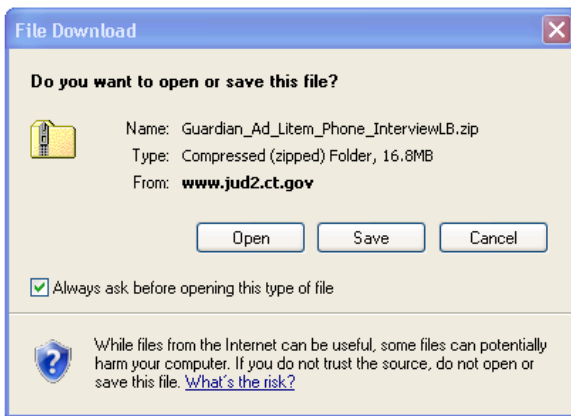 File Download
Do you want to open or save this file?
Name: Guardian_Ad_Litem_Phone_InterviewLB.zip
Type: Compressed (zipped) Folder, 16.8MB
From: www.jud2.ct.gov
Open Save Cancel
Always ask before opening this type of file
While files from the Internet can be useful, some files can potentially
harm your computer. If you do not trust the source, do not open or
save this file. What's the risk?